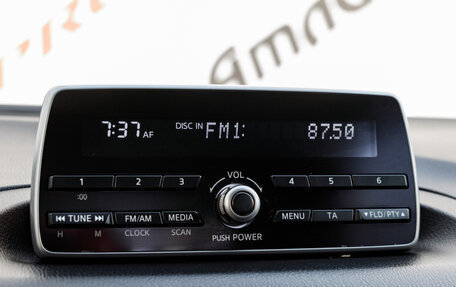 7:37 AF DISC IN FM1: 87.50
VOL
1 2 3 4 5 6
:00
TUNE FM/AM MEDIA MENU TA FLD/PTY
H M CLOCK SCAN PUSH POWER